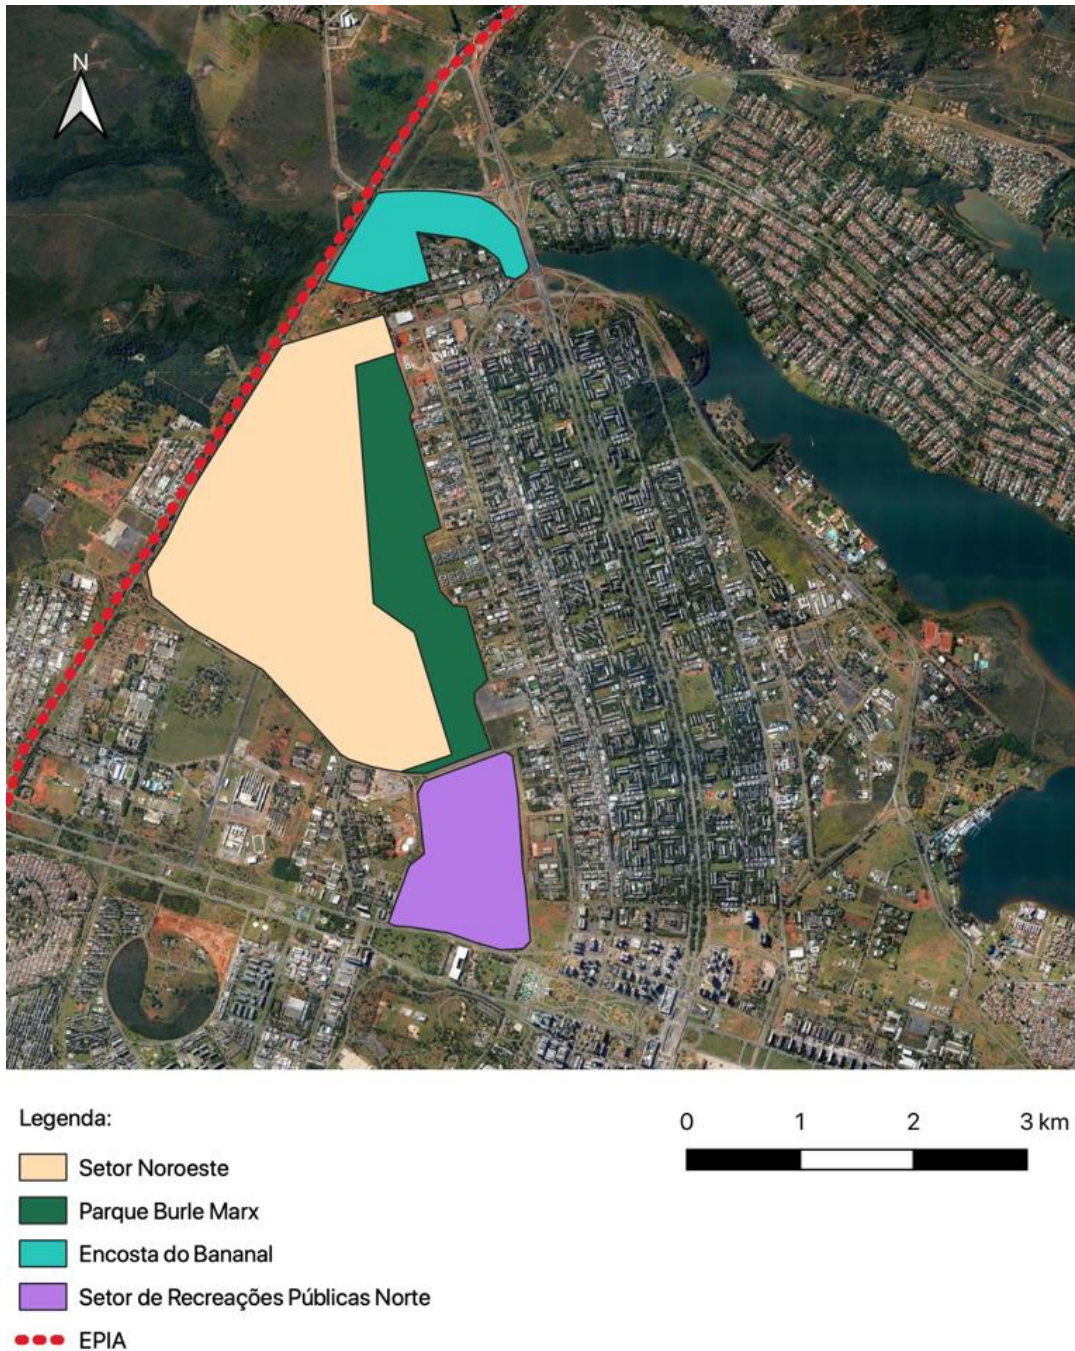 N
Legenda:
0 1 2 3 km
Setor Noroeste
Parque Burle Marx
Encosta do Bananal
Setor de Recreações Públicas Norte
EPIA